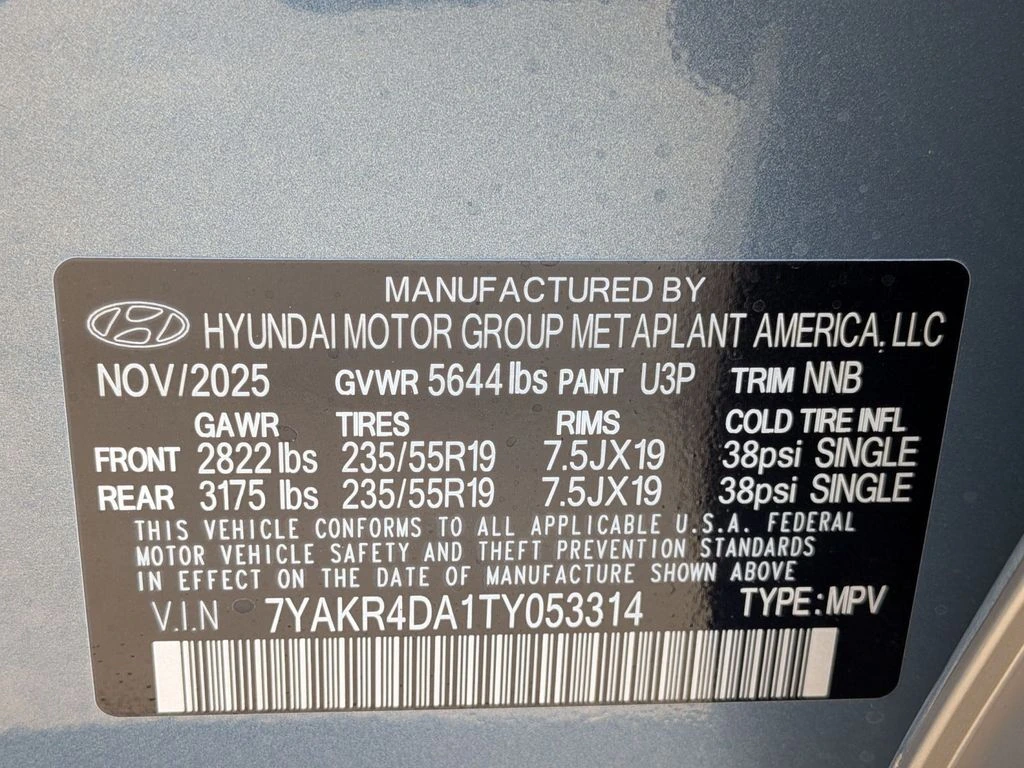 MANUFACTURED BY
HYUNDAI MOTOR GROUP METAPLANT AMERICA, LLC
NOV/2025 GVWR 5644 lbs PAINT U3P TRIM NNB
GAWR TIRES RIMS COLD TIRE INFL
FRONT 2822 lbs 235/55R19 7.5JX19 38psi SINGLE
REAR 3175 lbs 235/55R19 7.5JX19 38psi SINGLE
THIS VEHICLE CONFORMS TO ALL APPLICABLE U.S.A. FEDERAL
MOTOR VEHICLE SAFETY AND THEFT PREVENTION STANDARDS
IN EFFECT ON THE DATE OF MANUFACTURE SHOWN ABOVE
V.I.N 7YAKR4DA1TY053314 TYPE: MPV